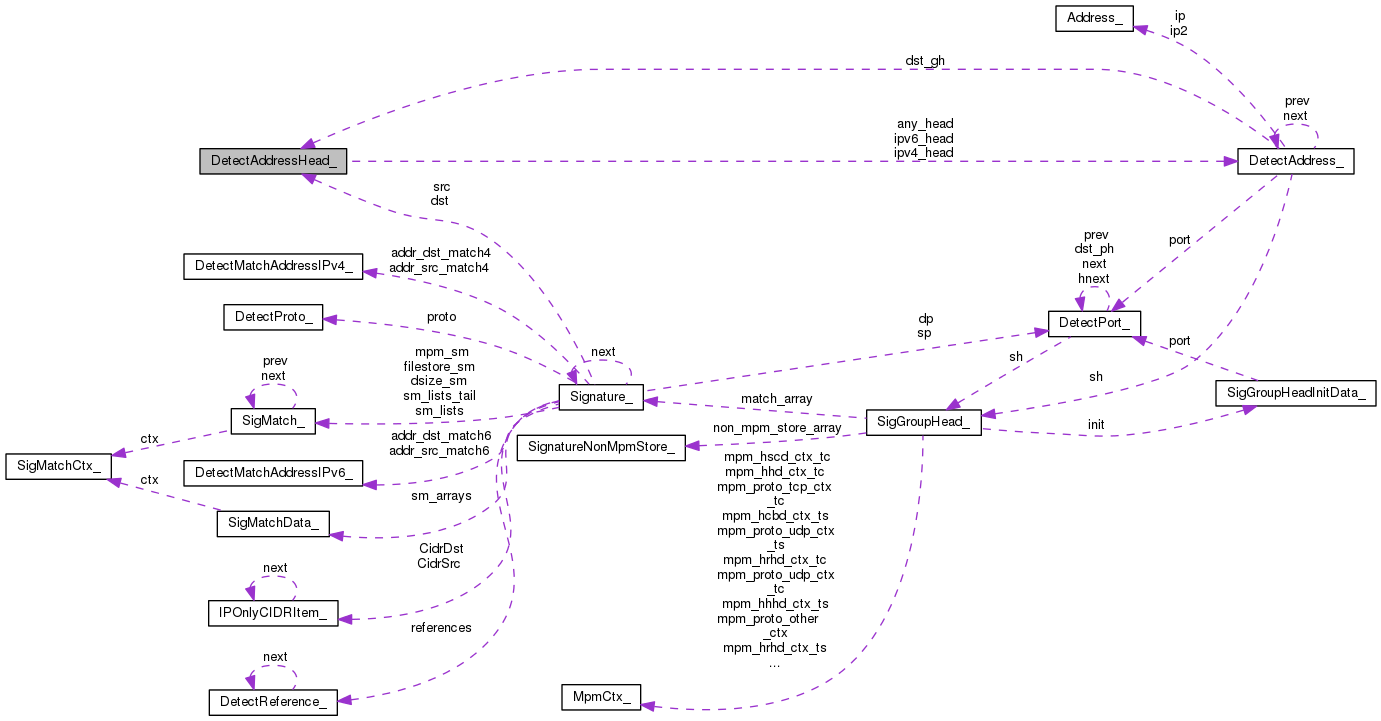 Address_
ip
ip2
dst_gh
prev
next
any_head
ipv6_head
ipv4_head
DetectAddressHead_
DetectAddress_
src
dst
addr_dst_match4
addr_src_match4
DetectMatchAddressIPv4_
port
prev
dst_ph
next
hnext
DetectProto_
proto
dp
sp
DetectPort_
next
mpm_sm
filestore_sm
dsize_sm
sm_lists_tail
sm_lists
prev
next
sh
port
sh
Signature_
match_array
SigGroupHeadInitData_
SigMatch_
SigGroupHead_
init
non_mpm_store_array
SignatureNonMpmStore_
ctx
SigMatchCtx_
addr_dst_match6
addr_src_match6
DetectMatchAddressIPv6_
ctx
sm_arrays
SigMatchData_
mpm_hscd_ctx_tc
mpm_hhd_ctx_tc
mpm_proto_tcp_ctx
_tc
mpm_hcbd_ctx_ts
mpm_proto_udp_ctx
_ts
mpm_hrhd_ctx_tc
mpm_proto_udp_ctx
_tc
mpm_hhhd_ctx_ts
mpm_proto_other
_ctx
mpm_hrhd_ctx_ts
...
CidrDst
CidrSrc
next
IPOnlyCIDRItem_
references
next
DetectReference_
MpmCtx_